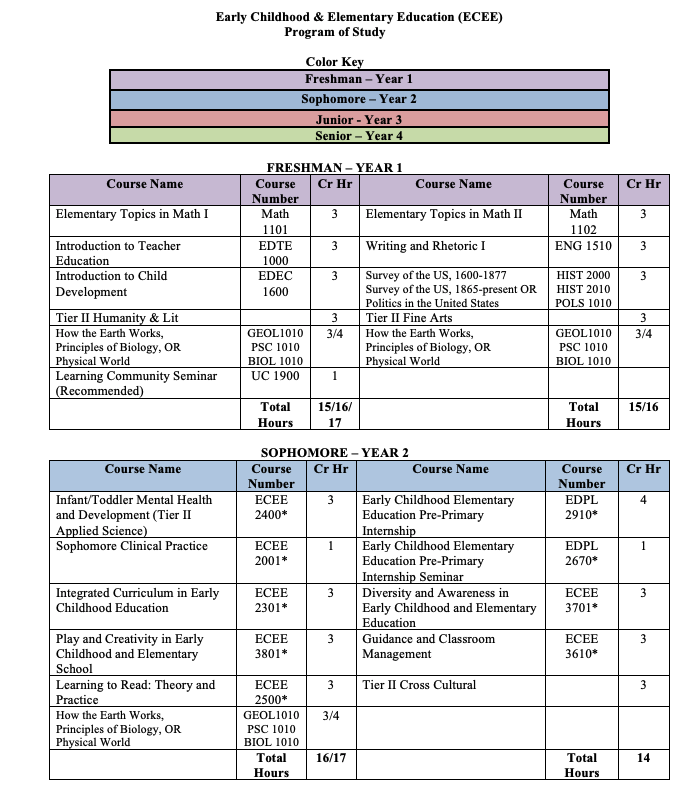 Early Childhood & Elementary Education (ECEE)
Program of Study
Color Key
Freshman – Year 1
Sophomore – Year 2
Junior - Year 3
Senior – Year 4
FRESHMAN – YEAR 1
Course Name Course Number Cr Hr Course Name Course Number Cr Hr
Elementary Topics in Math I Math 1101 3 Elementary Topics in Math II Math 1102 3
Introduction to Teacher Education EDTE 1000 3 Writing and Rhetoric I ENG 1510 3
Introduction to Child Development EDEC 1600 3 Survey of the US, 1600-1877 HIST 2000 3
Survey of the US, 1865-present OR HIST 2010
Politics in the United States POLS 1010
Tier II Humanity & Lit 3 Tier II Fine Arts 3
How the Earth Works, GEOL1010 3/4 How the Earth Works, GEOL1010 3/4
Principles of Biology, OR PSC 1010 Principles of Biology, OR PSC 1010
Physical World BIOL 1010 Physical World BIOL 1010
Learning Community Seminar (Recommended) UC 1900 1
Total Hours 15/16/17 Total Hours 15/16
SOPHOMORE – YEAR 2
Course Name Course Number Cr Hr Course Name Course Number Cr Hr
Infant/Toddler Mental Health and Development (Tier II Applied Science) ECEE 2400* 3 Early Childhood Elementary Education Pre-Primary Internship EDPL 2910* 4
Sophomore Clinical Practice ECEE 2001* 1 Early Childhood Elementary Education Pre-Primary Internship Seminar EDPL 2670* 1
Integrated Curriculum in Early Childhood Education ECEE 2301* 3 Diversity and Awareness in Early Childhood and Elementary Education ECEE 3701* 3
Play and Creativity in Early Childhood and Elementary School ECEE 3801* 3 Guidance and Classroom Management ECEE 3610* 3
Learning to Read: Theory and Practice ECEE 2500* 3 Tier II Cross Cultural 3
How the Earth Works, GEOL1010 3/4
Principles of Biology, OR PSC 1010
Physical World BIOL 1010
Total Hours 16/17 Total Hours 14